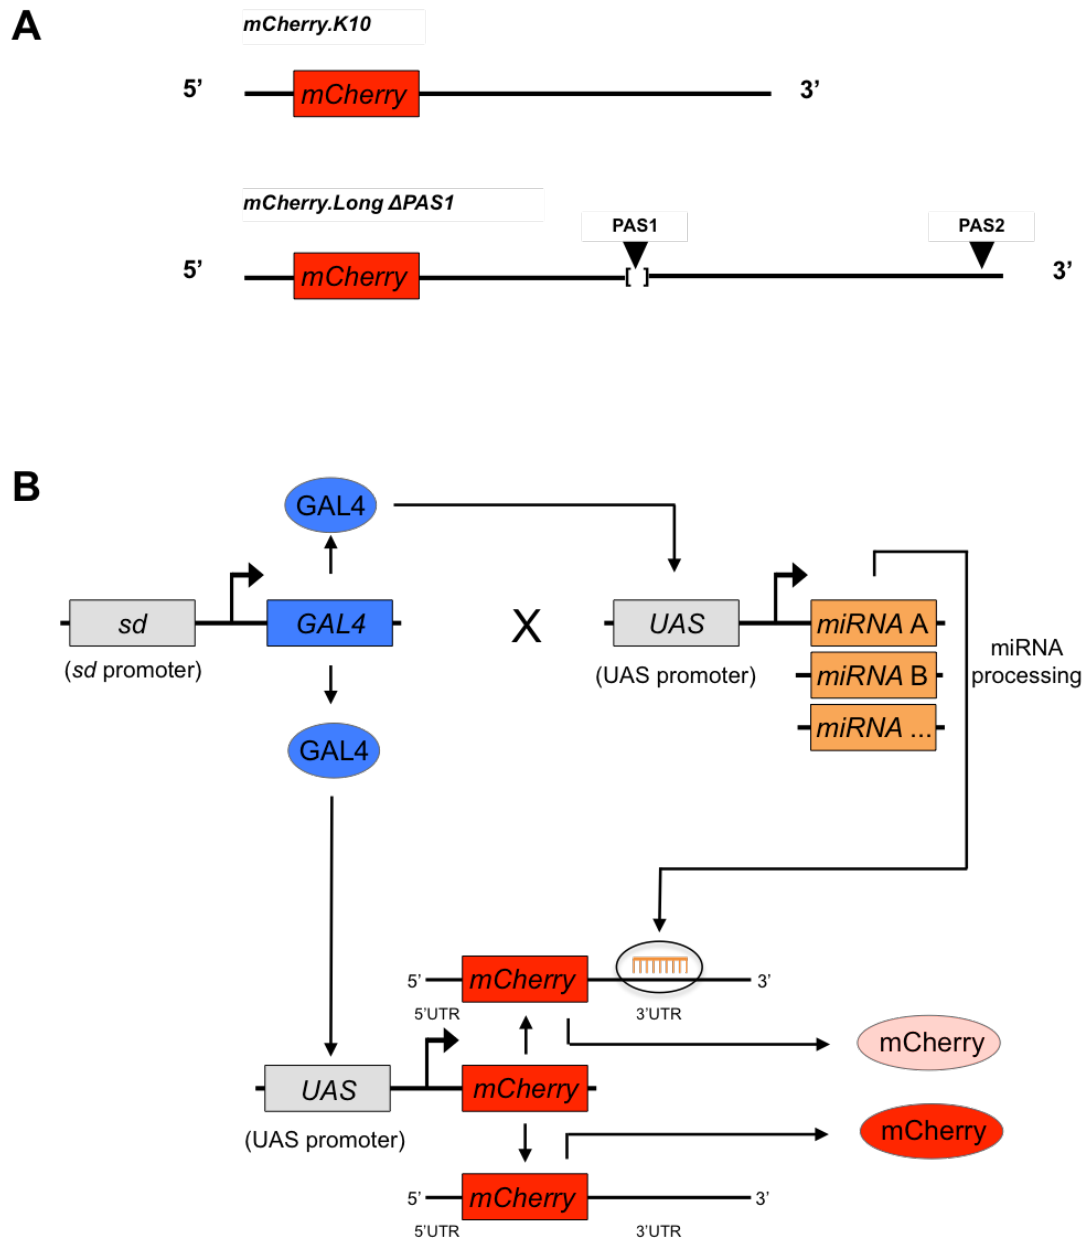 A
mCherry.K10
5’
mCherry
3’
mCherry.Long ΔPAS1
PAS1
PAS2
5’
mCherry
[ ]
3’
B
GAL4
sd
GAL4
X
UAS
miRNA A
(sd promoter)
(UAS promoter)
miRNA B
miRNA ...
miRNA
processing
GAL4
5’
mCherry
3’
5’UTR
3’UTR
mCherry
UAS
mCherry
(UAS promoter)
mCherry
5’
mCherry
3’
5’UTR
3’UTR